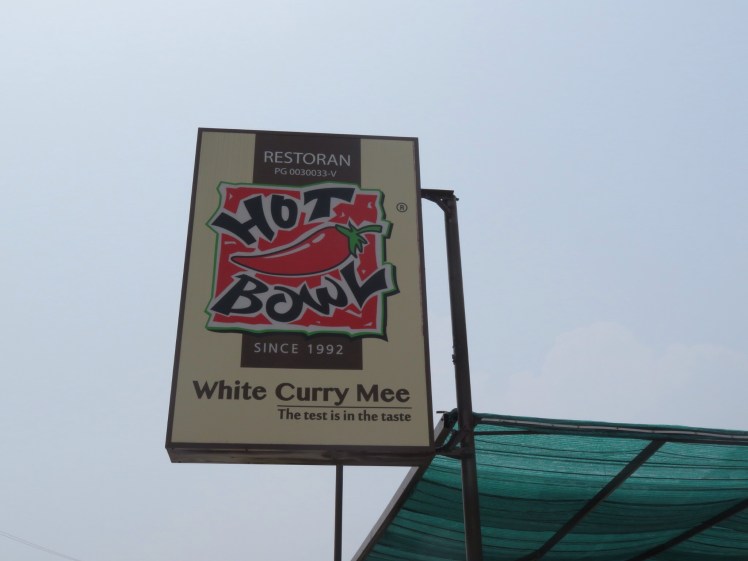 RESTORAN
PG 0030033-V
HOT
®
BOWL
SINCE 1992
White Curry Mee
The test is in the taste